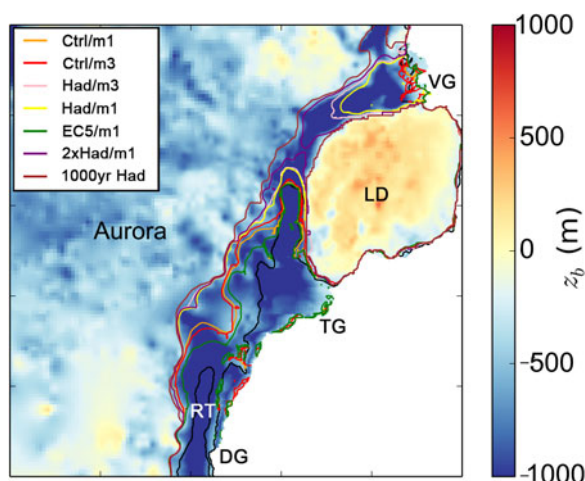 Ctrl/m1
Ctrl/m3
Had/m3
Had/m1
EC5/m1
2xHad/m1
1000yr Had
VG
LD
Aurora
TG
RT
DG
1000
500
0
−500
−1000
z_b (m)